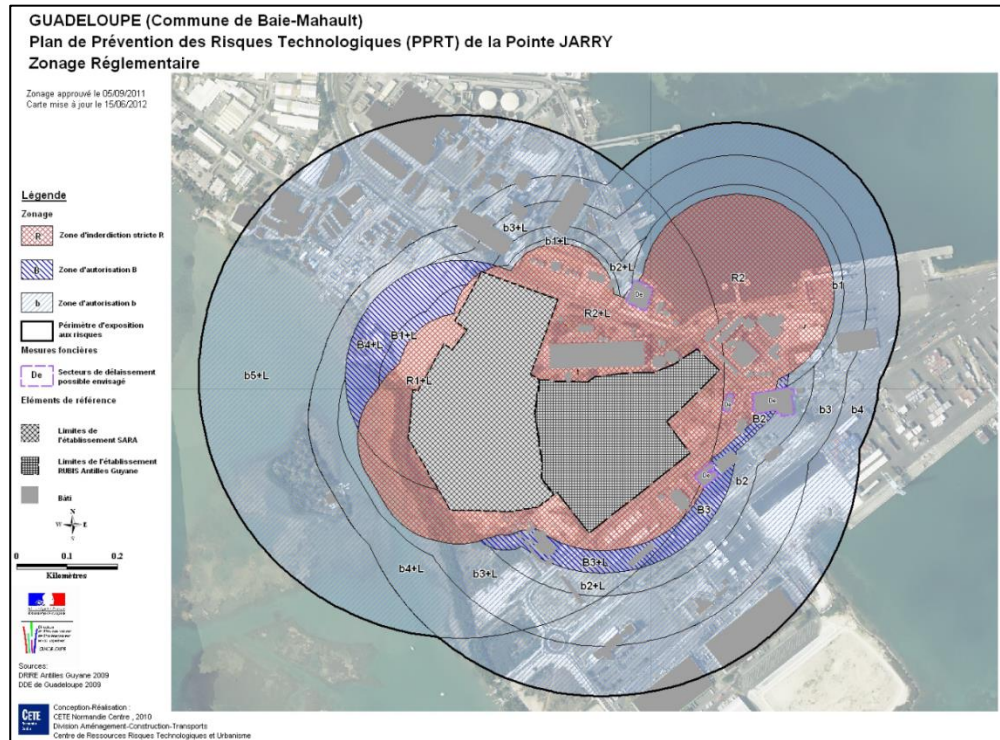 GUADELOUPE (Commune de Baie-Mahault)
Plan de Prévention des Risques Technologiques (PPRT) de la Pointe JARRY
Zonage Réglementaire
Zonage approuvé le 05/09/2011
Carte mise à jour le 15/06/2012
Légende
Zonage
R Zone d'inderdiction stricte R
B Zone d'autorisation B
b Zone d'autorisation b
Périmètre d'exposition
aux risques
Mesures foncières
De Secteurs de délaissement
possible envisagé
Eléments de référence
Limites de
l'établissement SARA
Limites de l'établissement
RUBIS Antilles Guyane
Bâti
N
W E
S
0 0.1 0.2
Kilomètres
Sources:
DRIRE Antilles Guyane 2009
DDE de Guadeloupe 2009
CETE
Conception-Réalisation :
CETE Normandie Centre , 2010
Division Aménagement-Construction-Transports
Centre de Ressources Risques Technologiques et Urbanisme
b3+L
b1+L
b2+L
R2
b1
De
R2+L
B1+L
B4+L
b5+L
R1+L
b3
b4
De
De
B2
b2
De
B3
B3+L
b4+L
b3+L
b2+L